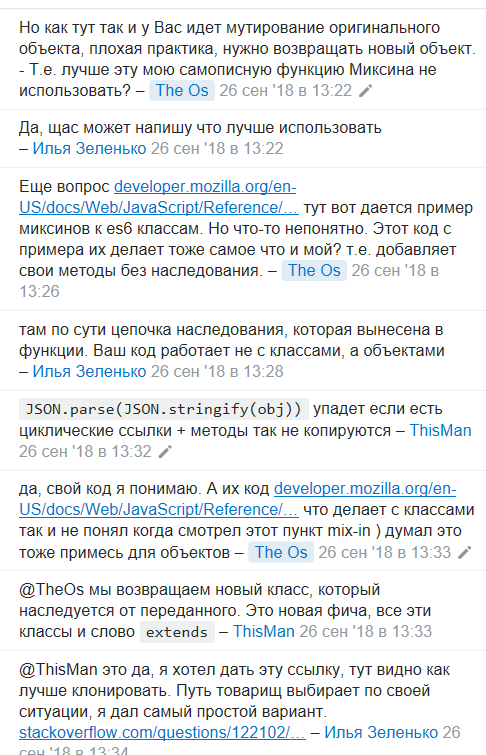 Но как тут так и у Вас идет мутирование оригинального
объекта, плохая практика, нужно возвращать новый объект.
- Т.е. лучше эту мою самописную функцию Миксина не
использовать? – The Os 26 сен '18 в 13:22
Да, щас может напишу что лучше использовать
– Илья Зеленько 26 сен '18 в 13:22
Еще вопрос developer.mozilla.org/en-
US/docs/Web/JavaScript/Reference/… тут вот дается пример
миксинов к es6 классам. Но что-то непонятно. Этот код с
примера их делает тоже самое что и мой? т.е. добавляет
свои методы без наследования. – The Os 26 сен '18 в
13:26
там по сути цепочка наследования, которая вынесена в
функции. Ваш код работает не с классами, а объектами
– Илья Зеленько 26 сен '18 в 13:28
JSON.parse(JSON.stringify(obj)) упадет если есть
циклические ссылки + методы так не копируются – ThisMan
26 сен '18 в 13:32
да, свой код я понимаю. А их код developer.mozilla.org/en-
US/docs/Web/JavaScript/Reference/… что делает с классами
так и не понял когда смотрел этот пункт mix-in ) думал это
тоже примесь для объектов – The Os 26 сен '18 в 13:33
@TheOs мы возвращаем новый класс, который
наследуется от переданного. Это новая фича, все эти
классы и слово extends – ThisMan 26 сен '18 в 13:33
@ThisMan это да, я хотел дать эту ссылку, тут видно как
лучше клонировать. Путь товарищ выбирает по своей
ситуации, я дал самый простой вариант.
stackoverflow.com/questions/122102/… – Илья Зеленько 26
сен '18 в 13:34